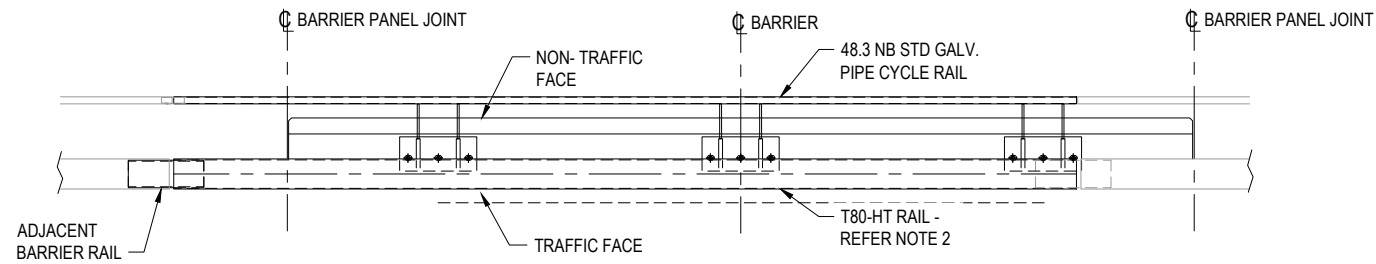 ℄ BARRIER PANEL JOINT
℄ BARRIER
℄ BARRIER PANEL JOINT
NON- TRAFFIC
FACE
48.3 NB STD GALV.
PIPE CYCLE RAIL
ADJACENT
BARRIER RAIL
TRAFFIC FACE
T80-HT RAIL -
REFER NOTE 2